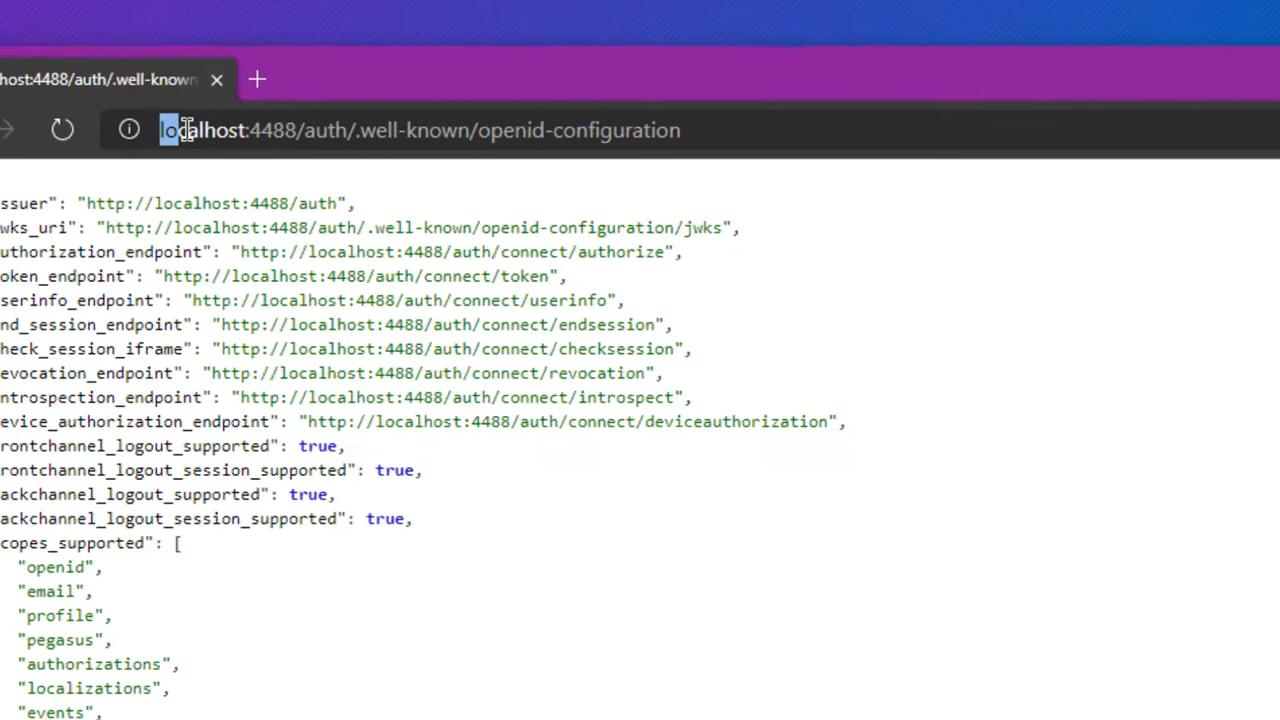 host:4488/auth/.well-known
localhost:4488/auth/.well-known/openid-configuration
ssuer": "http://localhost:4488/auth",
wks_uri": "http://localhost:4488/auth/.well-known/openid-configuration/jwks",
uthorization_endpoint": "http://localhost:4488/auth/connect/authorize",
oken_endpoint": "http://localhost:4488/auth/connect/token",
serinfo_endpoint": "http://localhost:4488/auth/connect/userinfo",
nd_session_endpoint": "http://localhost:4488/auth/connect/endsession",
heck_session_iframe": "http://localhost:4488/auth/connect/checksession",
evocation_endpoint": "http://localhost:4488/auth/connect/revocation",
ntrospection_endpoint": "http://localhost:4488/auth/connect/introspect",
evice_authorization_endpoint": "http://localhost:4488/auth/connect/deviceauthorization",
rontchannel_logout_supported": true,
rontchannel_logout_session_supported": true,
ackchannel_logout_supported": true,
ackchannel_logout_session_supported": true,
copes_supported": [
"openid",
"email",
"profile",
"pegasus",
"authorizations",
"localizations",
"events",